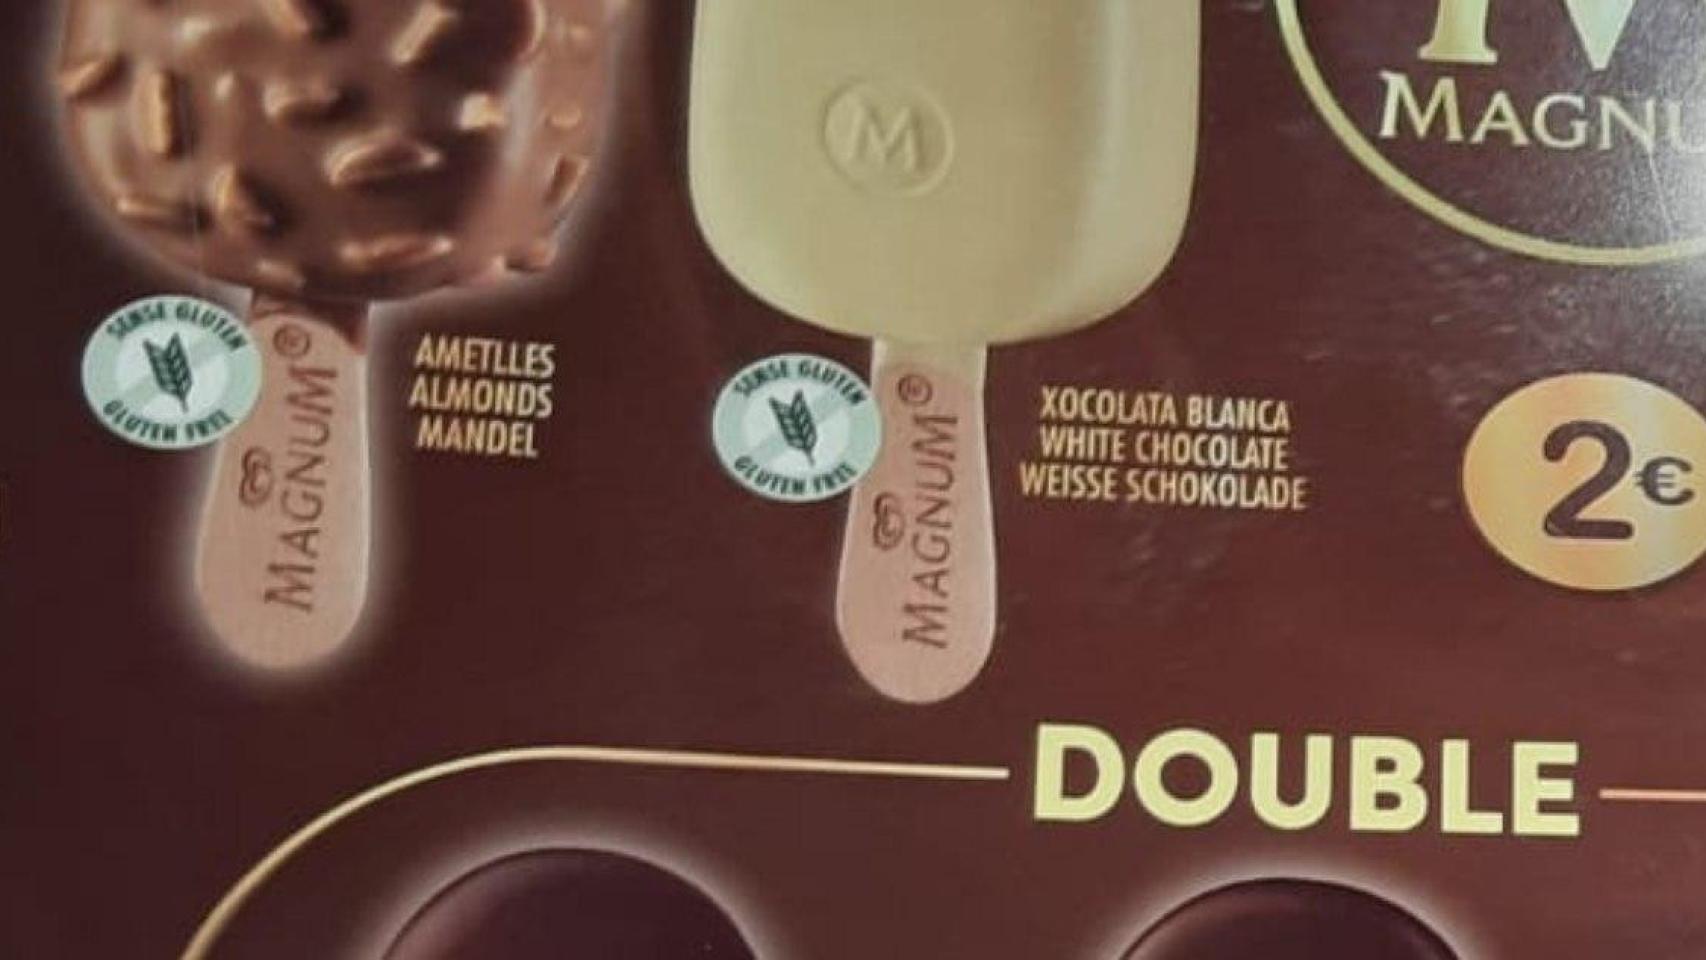 M
MAGNU
SENSE GLUTEN
GLUTEN FREE
MAGNUM®
AMETLLES
ALMONDS
MANDEL
SENSE GLUTEN
GLUTEN FREE
MAGNUM®
XOCOLATA BLANCA
WHITE CHOCOLATE
WEISSE SCHOKOLADE
2€
DOUBLE